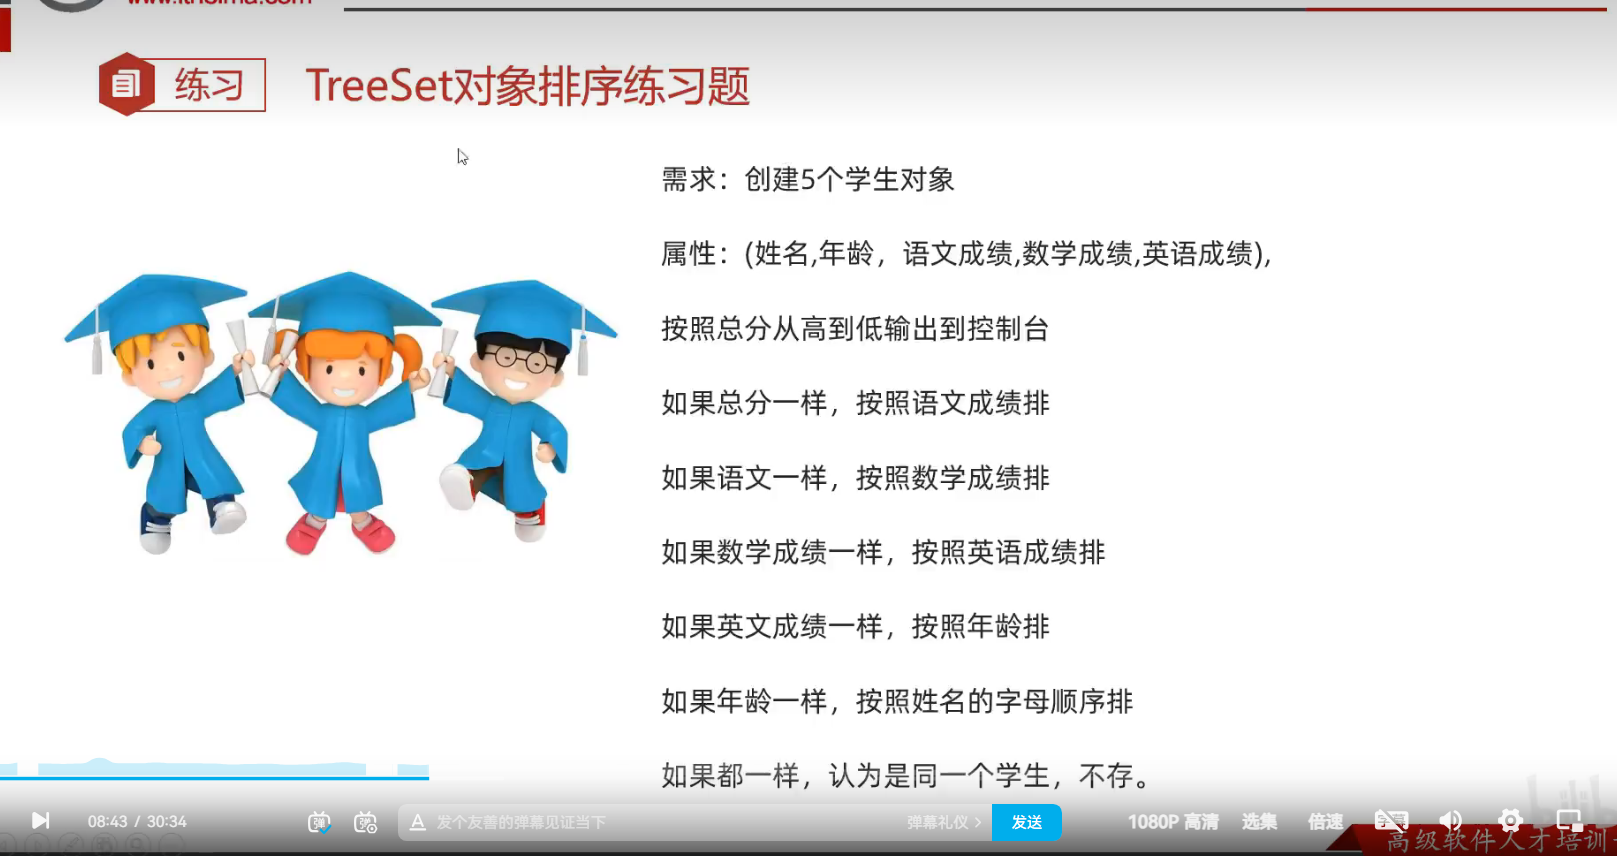 www.itheima.com
练习
TreeSet对象排序练习题
需求：创建5个学生对象
属性：(姓名,年龄，语文成绩,数学成绩,英语成绩),
按照总分从高到低输出到控制台
如果总分一样，按照语文成绩排
如果语文一样，按照数学成绩排
如果数学成绩一样，按照英语成绩排
如果英文成绩一样，按照年龄排
如果年龄一样，按照姓名的字母顺序排
如果都一样，认为是同一个学生，不存。
08:43 / 30:34
弹
弹
A 发个友善的弹幕见证当下
弹幕礼仪 >
发送
1080P 高清
选集
倍速
字幕
高级软件人才培训